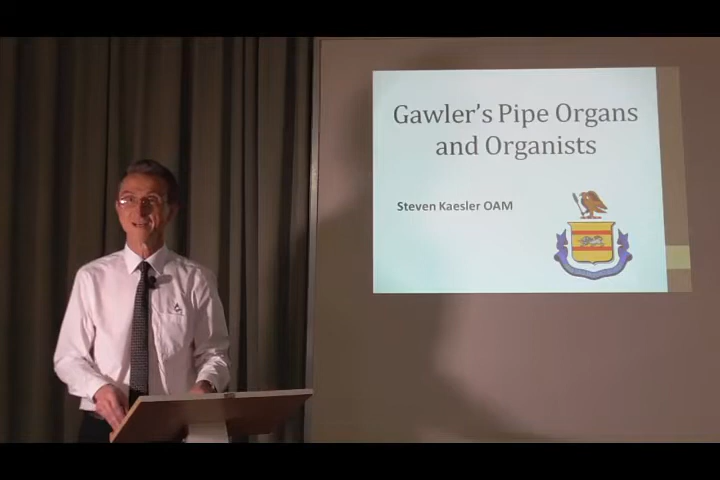 Gawler's Pipe Organs
and Organists
Steven Kaesler OAM